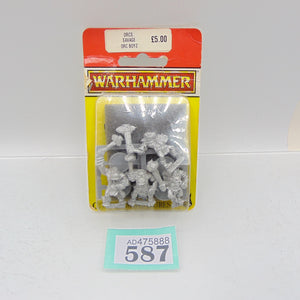 ORCS
SAVAGE
ORC BOYZ
£5.00
WARHAMMER
AD475888
587